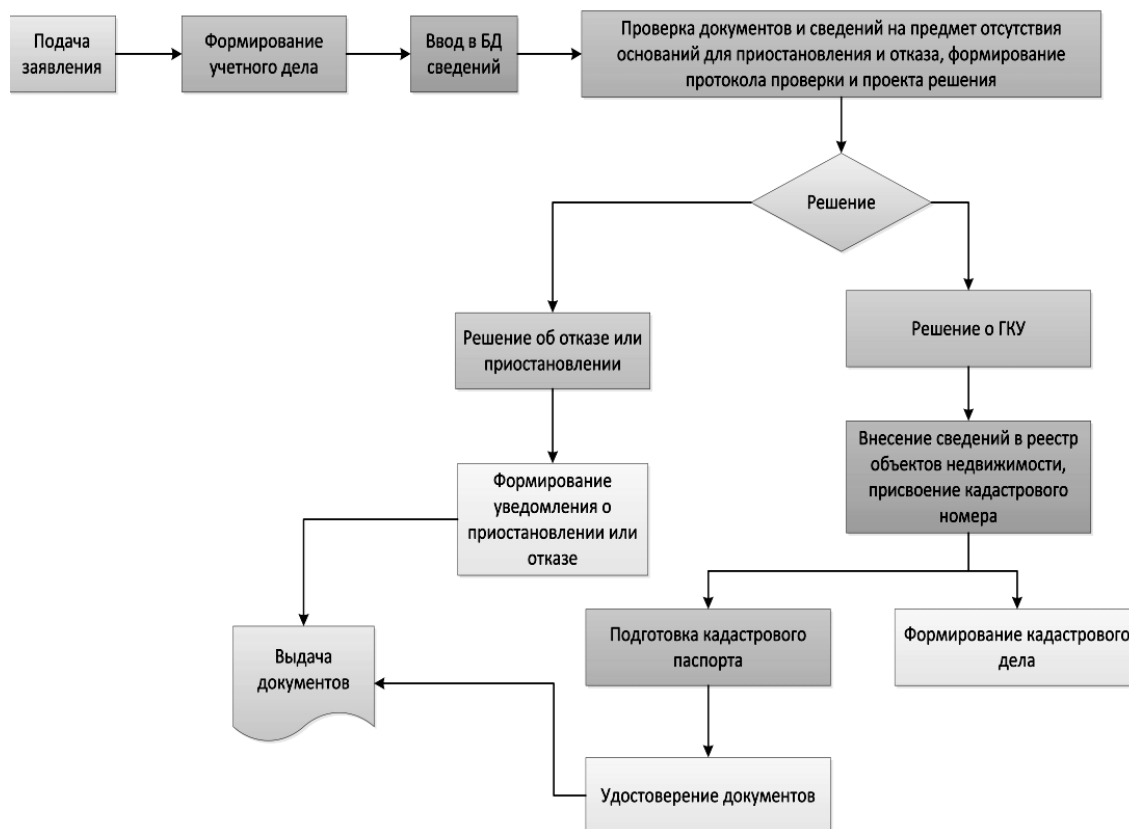 Подача
заявления
Формирование
учетного дела
Ввод в БД
сведений
Проверка документов и сведений на предмет отсутствия
оснований для приостановления и отказа, формирование
протокола проверки и проекта решения
Решение
Решение об отказе или
приостановлении
Решение о ГКУ
Формирование
уведомления о
приостановлении или
отказе
Внесение сведений в реестр
объектов недвижимости,
присвоение кадастрового
номера
Выдача
документов
Подготовка кадастрового
паспорта
Формирование кадастрового
дела
Удостоверение документов